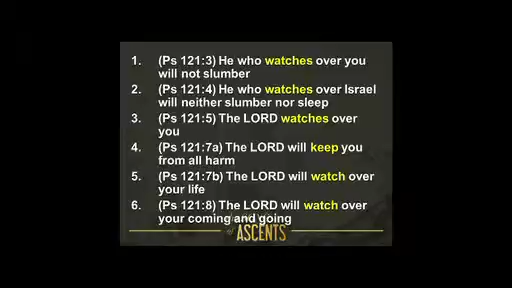 1. (Ps 121:3) He who watches over you
will not slumber
2. (Ps 121:4) He who watches over Israel
will neither slumber nor sleep
3. (Ps 121:5) The LORD watches over
you
4. (Ps 121:7a) The LORD will keep you
from all harm
5. (Ps 121:7b) The LORD will watch over
your life
6. (Ps 121:8) The LORD will watch over
your coming and going
of ASCENTS